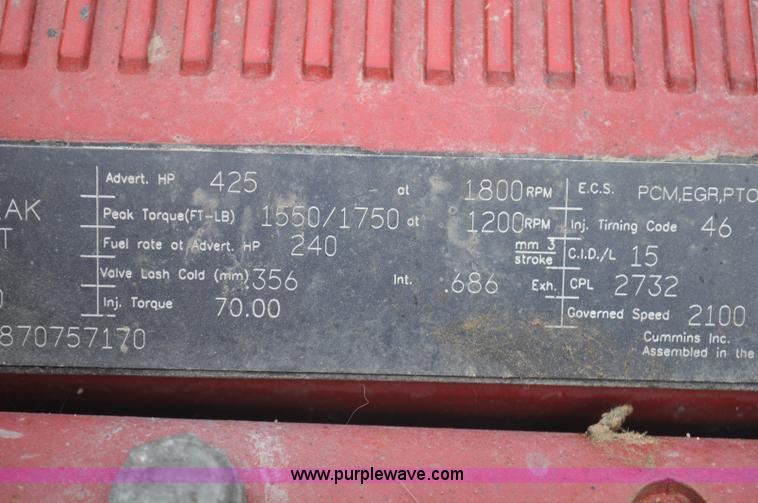 Advert. HP 425 at 1800 RPM E.C.S. PCM,EGR,PTO
EAK Peak Torque(FT-LB) 1550/1750 at 1200 RPM Inj. Timing Code 46
T Fuel rate at Advert. HP 240 mm 3 stroke C.I.D./L 15
Valve Lash Cold (mm) .356 Int. .686 Exh. CPL 2732
Inj. Torque 70.00 Governed Speed 2100
870757170 Cummins Inc.
Assembled in the
www.purplewave.com